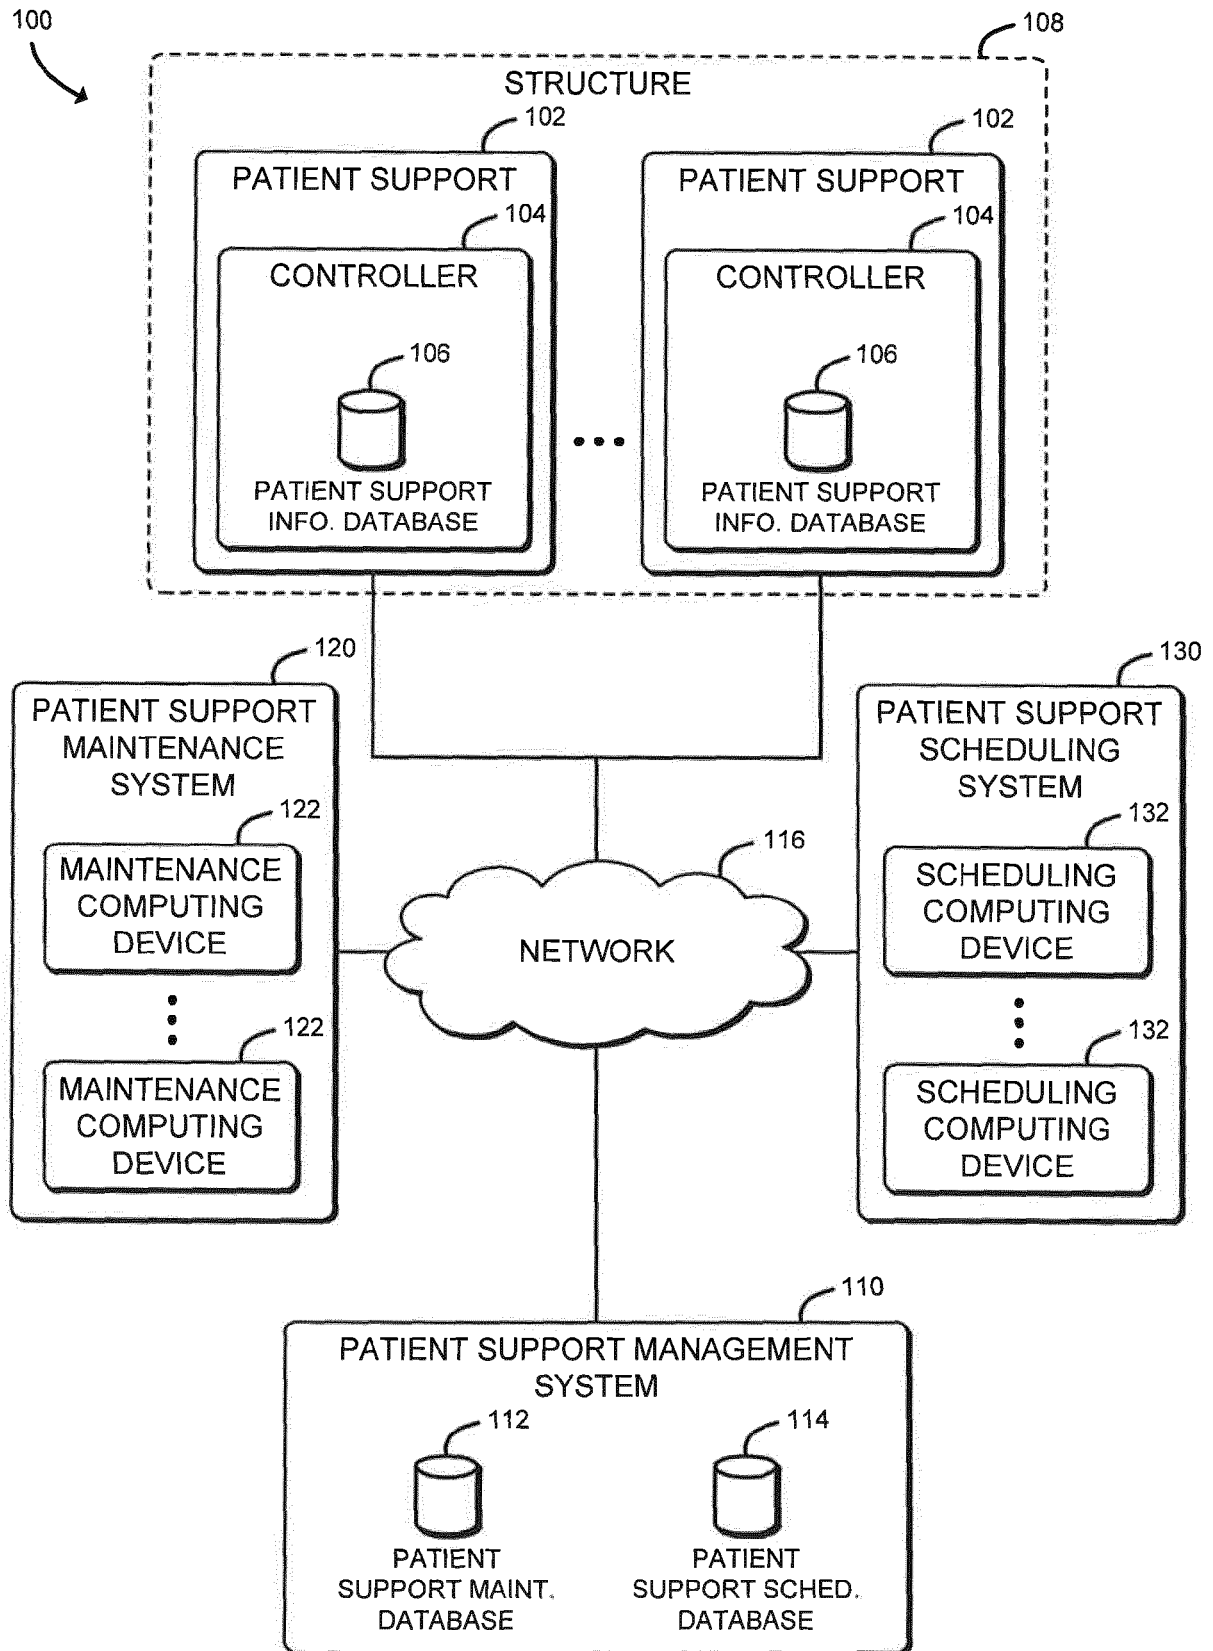 100
108
STRUCTURE
102
PATIENT SUPPORT
104
CONTROLLER
106
PATIENT SUPPORT
INFO. DATABASE
102
PATIENT SUPPORT
104
CONTROLLER
106
PATIENT SUPPORT
INFO. DATABASE
120
PATIENT SUPPORT
MAINTENANCE
SYSTEM
122
MAINTENANCE
COMPUTING
DEVICE
122
MAINTENANCE
COMPUTING
DEVICE
116
NETWORK
130
PATIENT SUPPORT
SCHEDULING
SYSTEM
132
SCHEDULING
COMPUTING
DEVICE
132
SCHEDULING
COMPUTING
DEVICE
110
PATIENT SUPPORT MANAGEMENT
SYSTEM
112
PATIENT
SUPPORT MAINT.
DATABASE
114
PATIENT
SUPPORT SCHED.
DATABASE